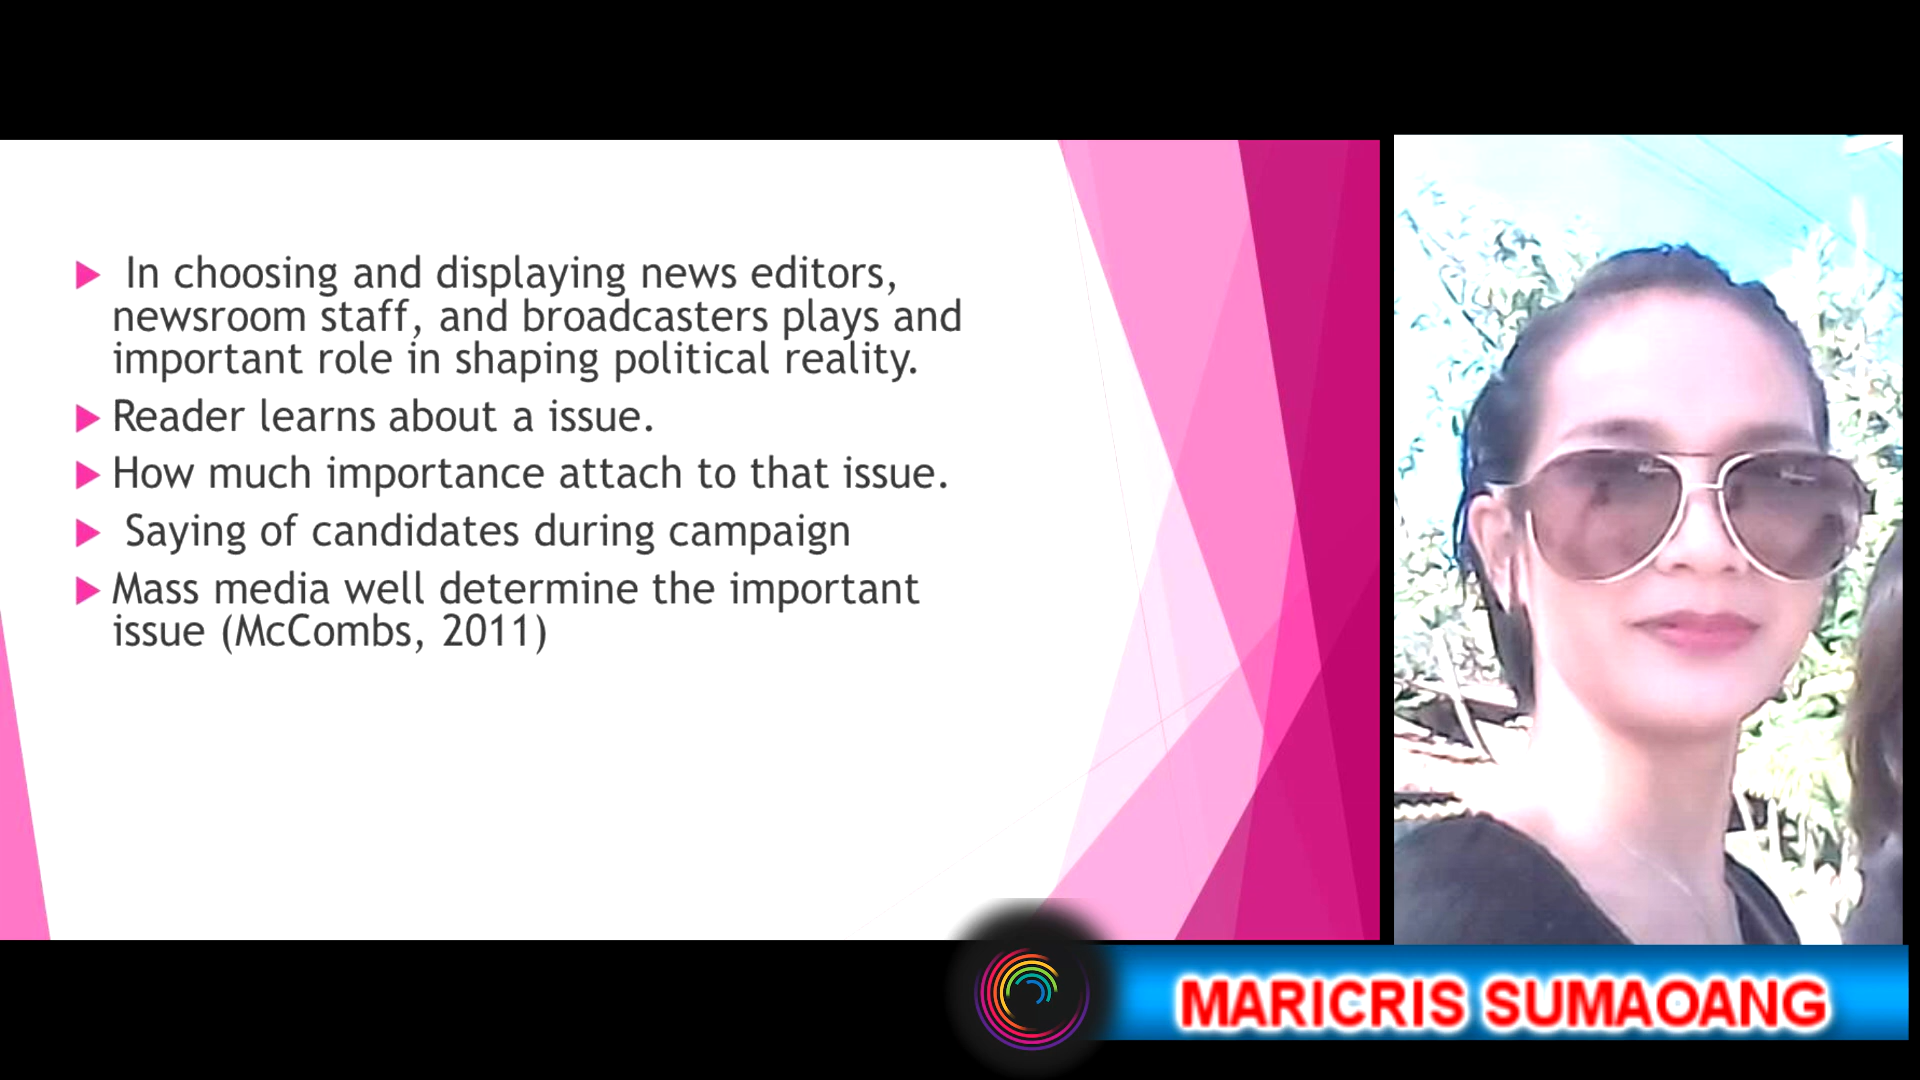 In choosing and displaying news editors,
newsroom staff, and broadcasters plays and
important role in shaping political reality.
Reader learns about a issue.
How much importance attach to that issue.
Saying of candidates during campaign
Mass media well determine the important
issue (McCombs, 2011)
MARICRIS SUMAOANG